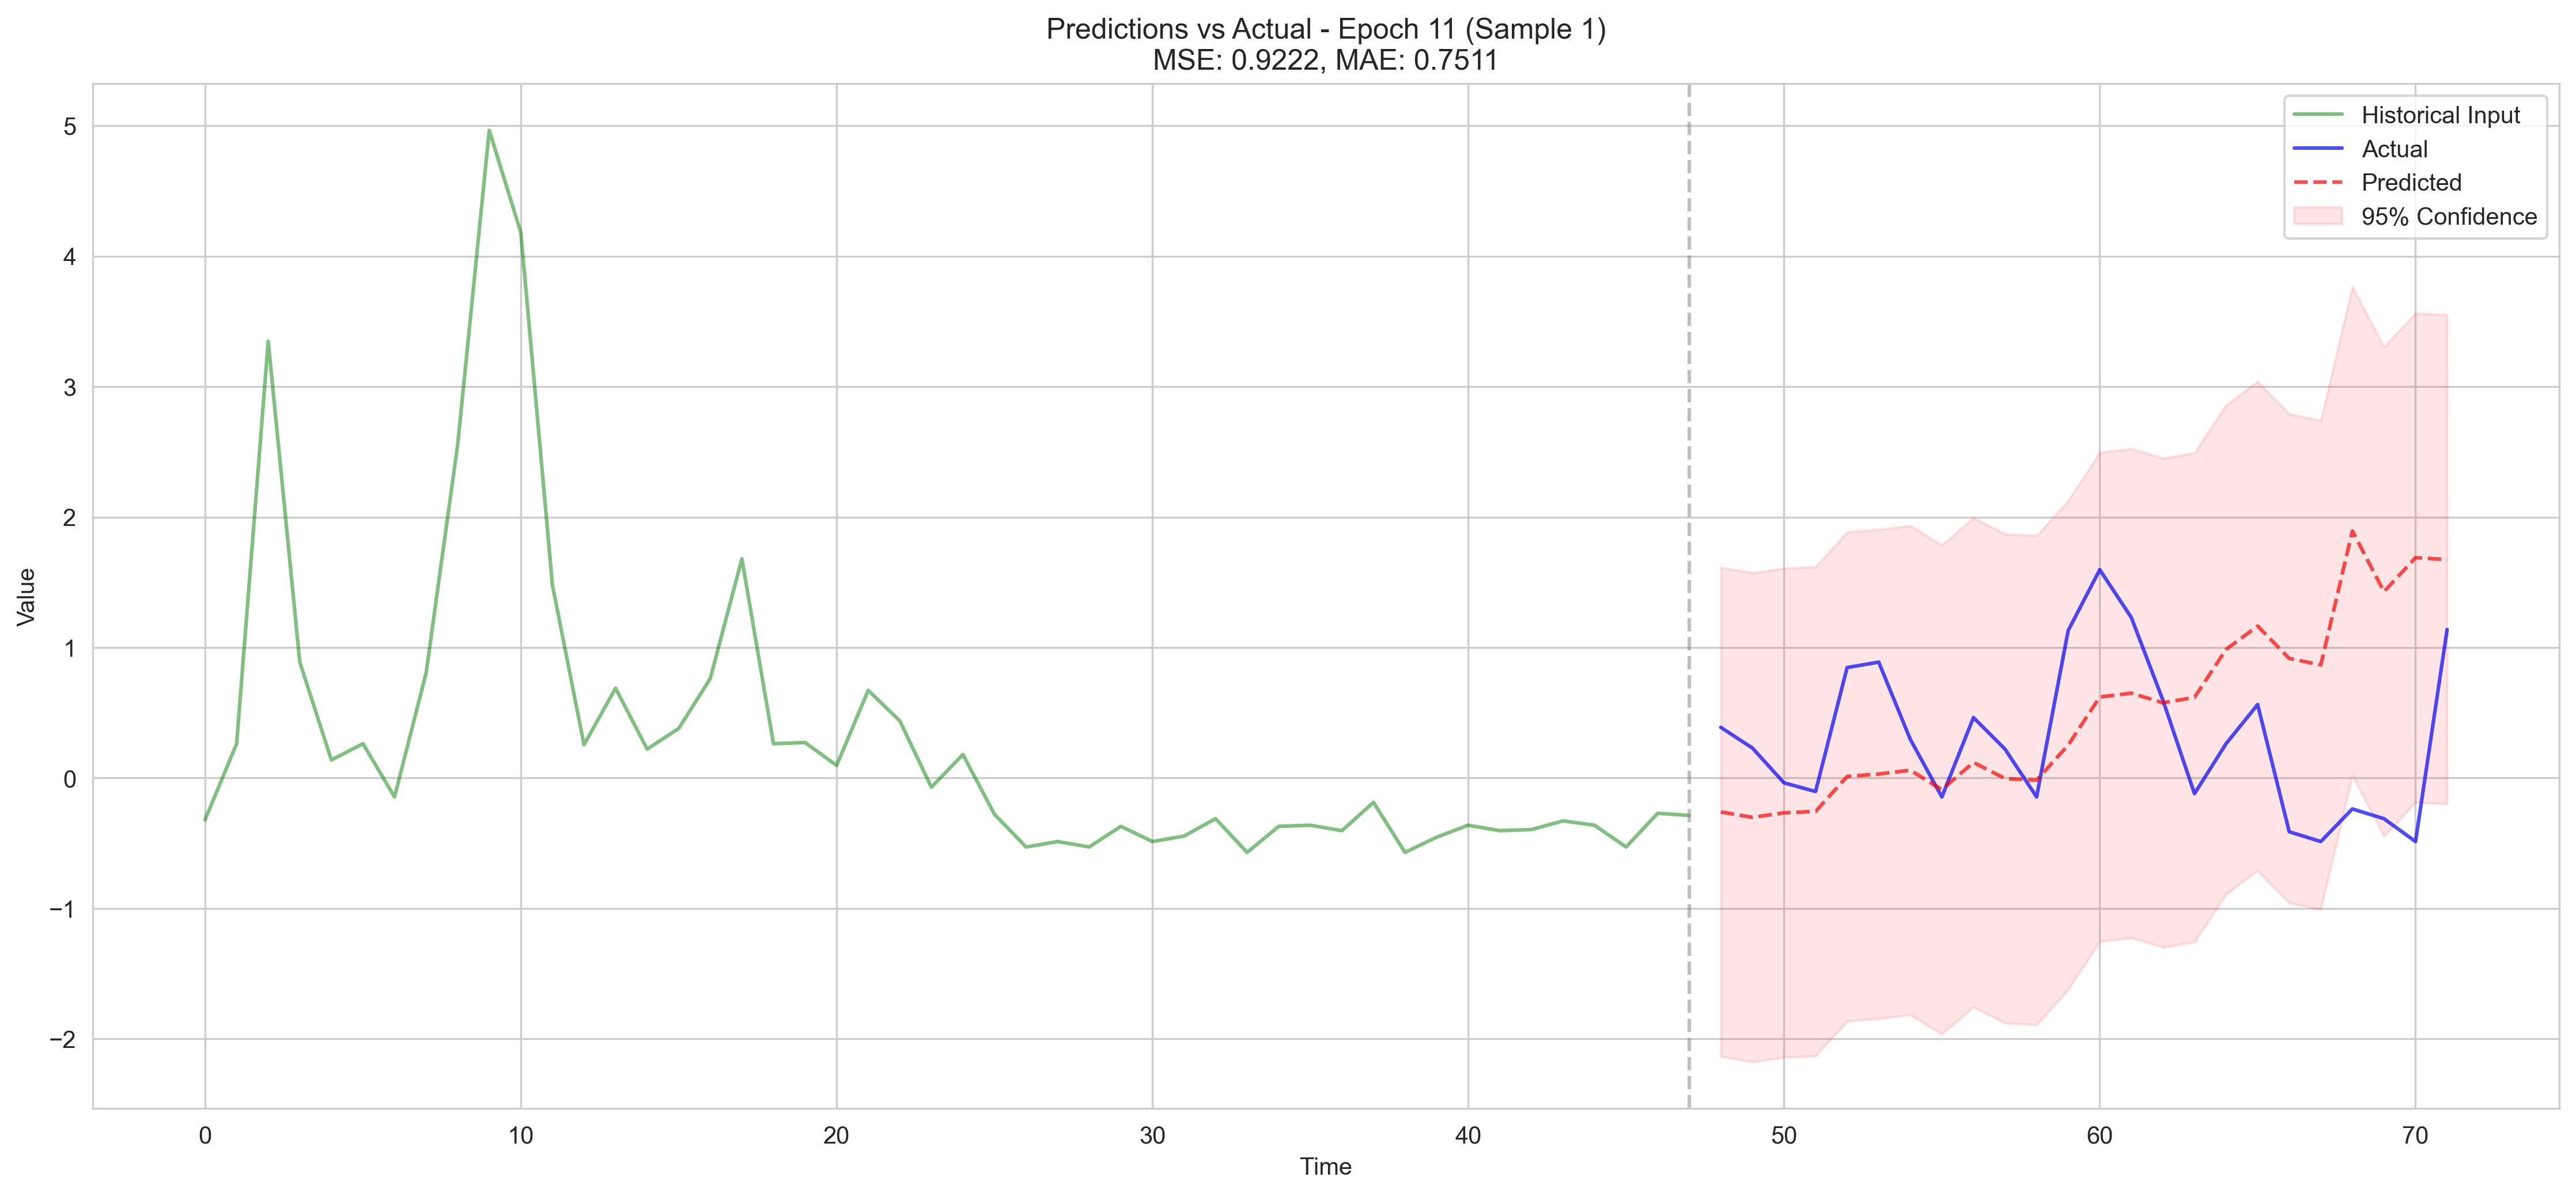 Predictions vs Actual - Epoch 11 (Sample 1)
MSE: 0.9222, MAE: 0.7511
Historical Input
Actual
Predicted
95% Confidence
Value
5
4
3
2
1
0
−1
−2
0 10 20 30 40 50 60 70
Time